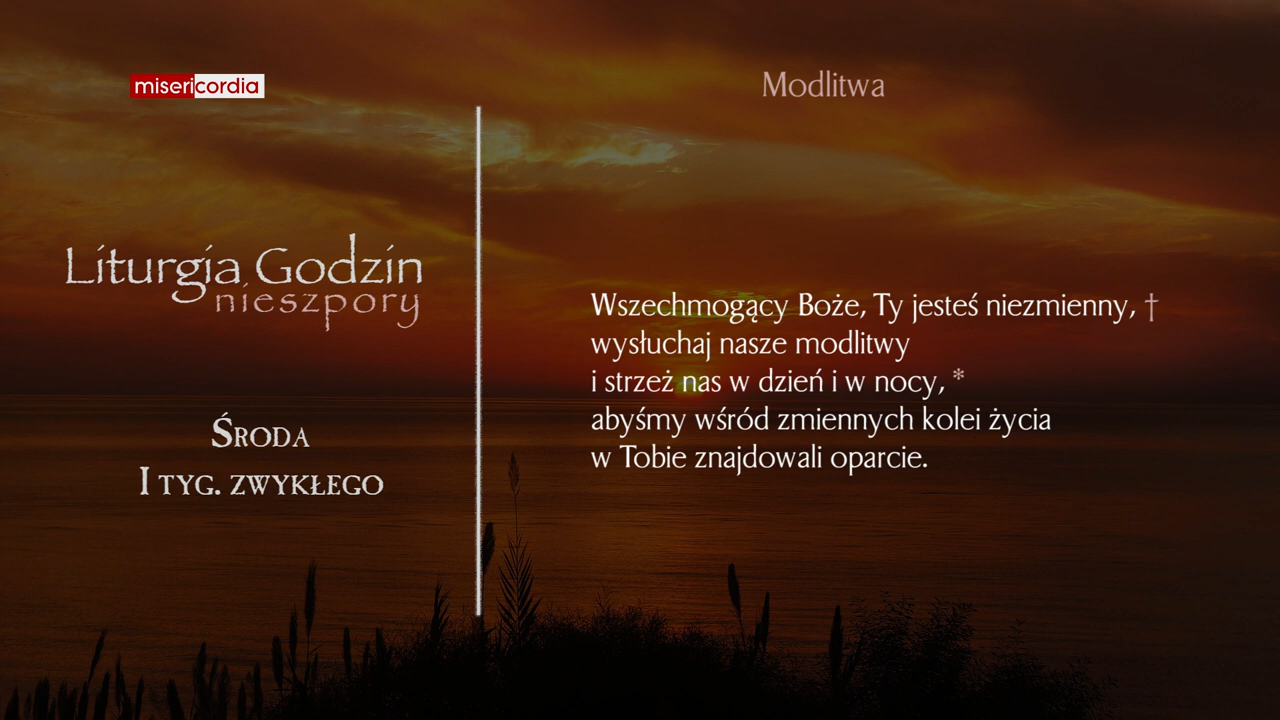 misericordia
Liturgia Godzin
nieszpory
Środa
I tyg. zwykłego
Modlitwa
Wszechmogący Boże, Ty jesteś niezmienny, †
wysłuchaj nasze modlitwy
i strzeż nas w dzień i w nocy, *
abyśmy wśród zmiennych kolei życia
w Tobie znajdowali oparcie.